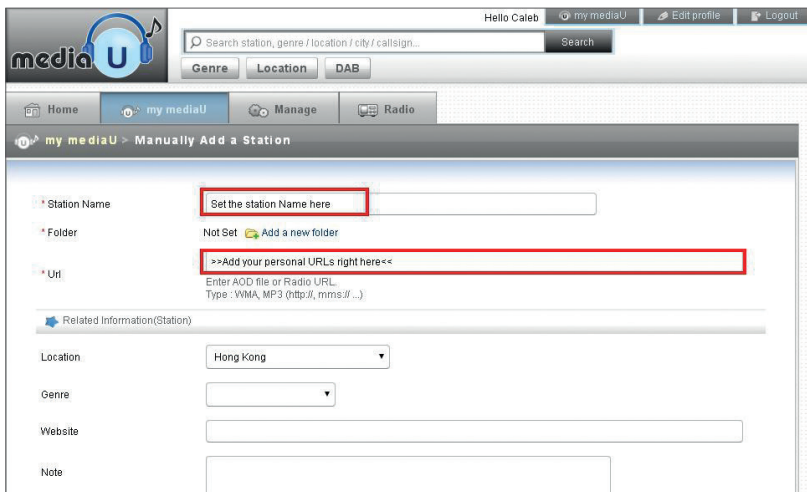 Hello Caleb my mediaU Edit profile Logout
mediaU
Search station, genre / location / city / callsign...
Search
Genre Location DAB
Home my mediaU Manage Radio
my mediaU > Manually Add a Station
* Station Name Set the station Name here
* Folder Not Set Add a new folder
* Url >>Add your personal URLs right here<<
Enter AOD file or Radio URL.
Type : WMA, MP3 (http://, mms:// ...)
Related Information(Station)
Location Hong Kong
Genre
Website
Note